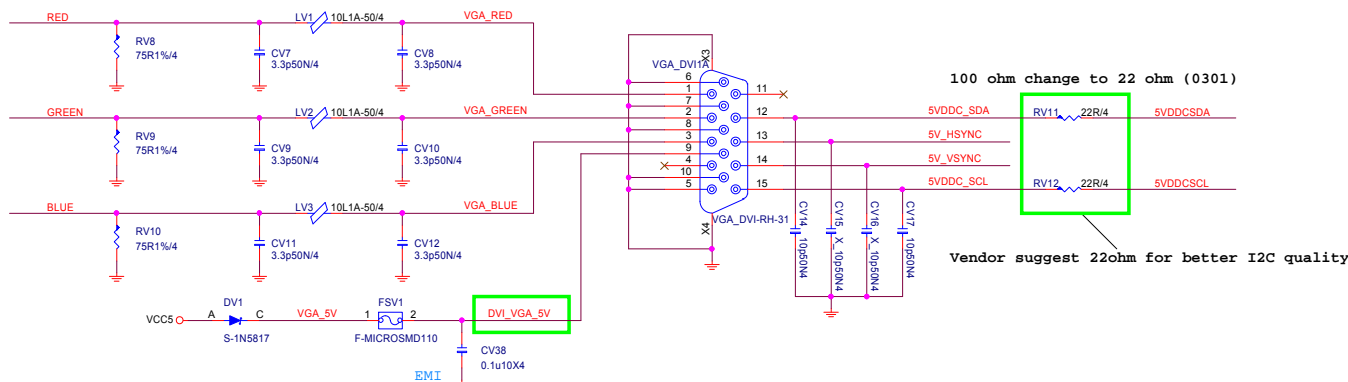 RED
LV1
10L1A-50/4
VGA_RED
RV8
75R1%/4
CV7
3.3p50N/4
CV8
3.3p50N/4
GREEN
LV2
10L1A-50/4
VGA_GREEN
RV9
75R1%/4
CV9
3.3p50N/4
CV10
3.3p50N/4
BLUE
LV3
10L1A-50/4
VGA_BLUE
RV10
75R1%/4
CV11
3.3p50N/4
CV12
3.3p50N/4
VCC5
A
DV1
C
S-1N5817
VGA_5V
1
FSV1
2
F-MICROSMD110
DVI_VGA_5V
CV38
0.1u10X4
EMI
VGA_DVI1A
X3
6
1
7
2
8
3
9
4
10
5
11
12
13
14
15
X4
VGA_DVI-RH-31
5VDDC_SDA
5V_HSYNC
5V_VSYNC
5VDDC_SCL
CV14
10p50N4
CV15
X_10p50N4
CV16
X_10p50N4
CV17
10p50N4
100 ohm change to 22 ohm (0301)
RV11
22R/4
5VDDCSDA
RV12
22R/4
5VDDCSCL
Vendor suggest 22ohm for better I2C quality